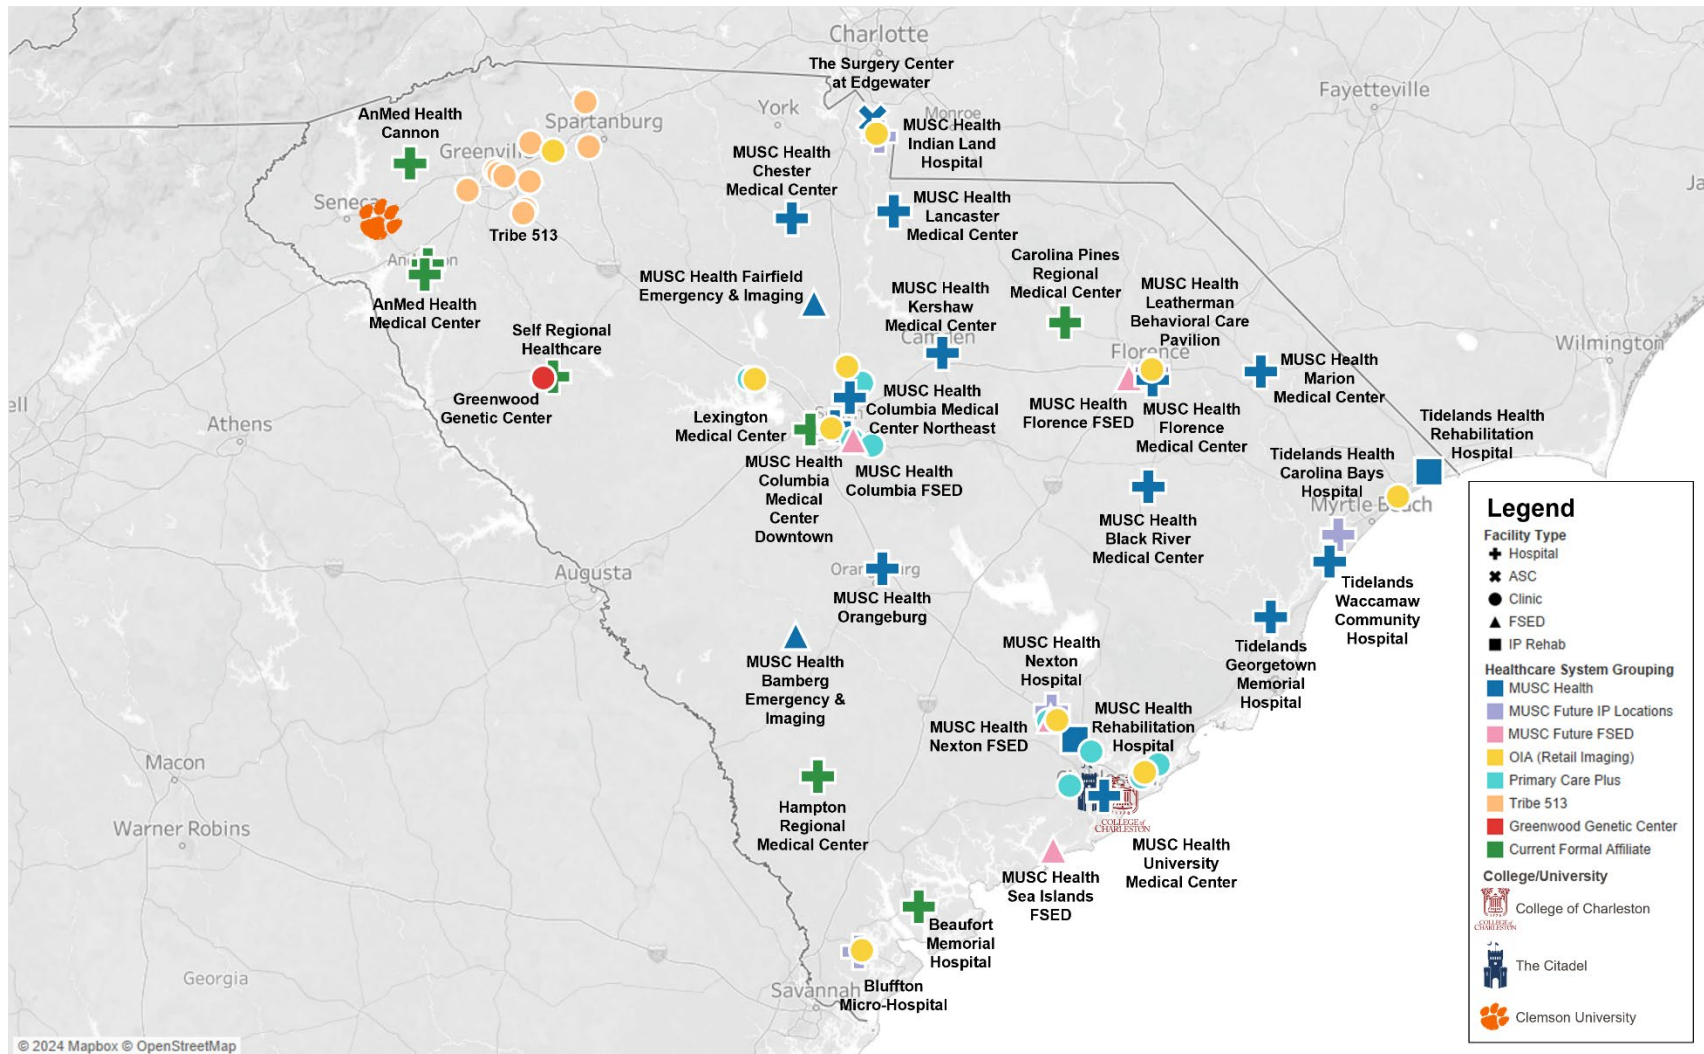 Charlotte
The Surgery Center
at Edgewater
Fayetteville
York
Monroe
AnMed Health
Cannon
Spartanburg
Greenville
MUSC Health
Indian Land
Hospital
MUSC Health
Chester
Medical Center
Seneca
MUSC Health
Lancaster
Medical Center
Tribe 513
Carolina Pines
Regional
Medical Center
MUSC Health Fairfield
Emergency & Imaging
MUSC Health
Kershaw
Medical Center
Camden
MUSC Health
Leatherman
Behavioral Care
Pavilion
Florence
AnMed Health
Medical Center
Self Regional
Healthcare
Wilmington
MUSC Health
Marion
Medical Center
Greenwood
Genetic Center
Athens
Lexington
Medical Center
MUSC Health
Columbia Medical
Center Northeast
MUSC Health
Florence FSED
MUSC Health
Florence
Medical Center
Tidelands Health
Rehabilitation
Hospital
Tidelands Health
Carolina Bays
Hospital
Myrtle Beach
MUSC Health
Columbia
Medical
Center
Downtown
MUSC Health
Columbia FSED
MUSC Health
Black River
Medical Center
Augusta
MUSC Health
Orangeburg
Tidelands
Waccamaw
Community
Hospital
MUSC Health
Bamberg
Emergency &
Imaging
MUSC Health
Nexton
Hospital
Tidelands
Georgetown
Memorial
Hospital
MUSC Health
Nexton FSED
MUSC Health
Rehabilitation
Hospital
Macon
Hampton
Regional
Medical Center
COLLEGE of
CHARLESTON
Warner Robins
MUSC Health
University
Medical Center
MUSC Health
Sea Islands
FSED
Beaufort
Memorial
Hospital
Georgia
Savannah
Bluffton
Micro-Hospital
Legend
Facility Type
Hospital
ASC
Clinic
FSED
IP Rehab
Healthcare System Grouping
MUSC Health
MUSC Future IP Locations
MUSC Future FSED
OIA (Retail Imaging)
Primary Care Plus
Tribe 513
Greenwood Genetic Center
Current Formal Affiliate
College/University
1770
COLLEGE of
CHARLESTON
College of Charleston
The Citadel
Clemson University
© 2024 Mapbox © OpenStreetMap